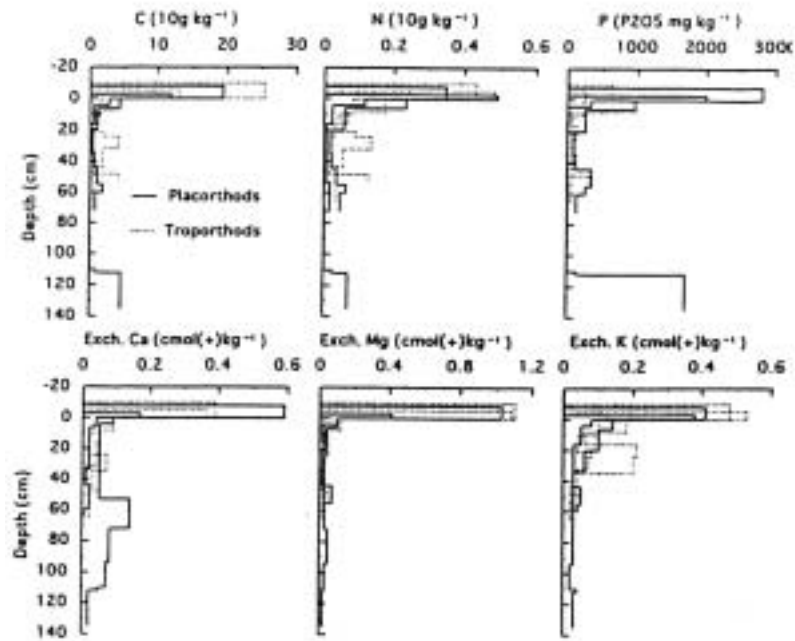 C (10g kg⁻¹)
0 10 20 30
N (10g kg⁻¹)
0 0.2 0.4 0.6
P (P2O5 mg kg⁻¹)
0 1000 2000 3000
-20
0
20
40
60
80
100
120
140
Depth (cm)
Placorthods
Troporthods
Exch. Ca (cmol(+)kg⁻¹)
0 0.2 0.4 0.6
Exch. Mg (cmol(+)kg⁻¹)
0 0.4 0.8 1.2
Exch. K (cmol(+)kg⁻¹)
0 0.2 0.4 0.6
-20
0
20
40
60
80
100
120
140
Depth (cm)